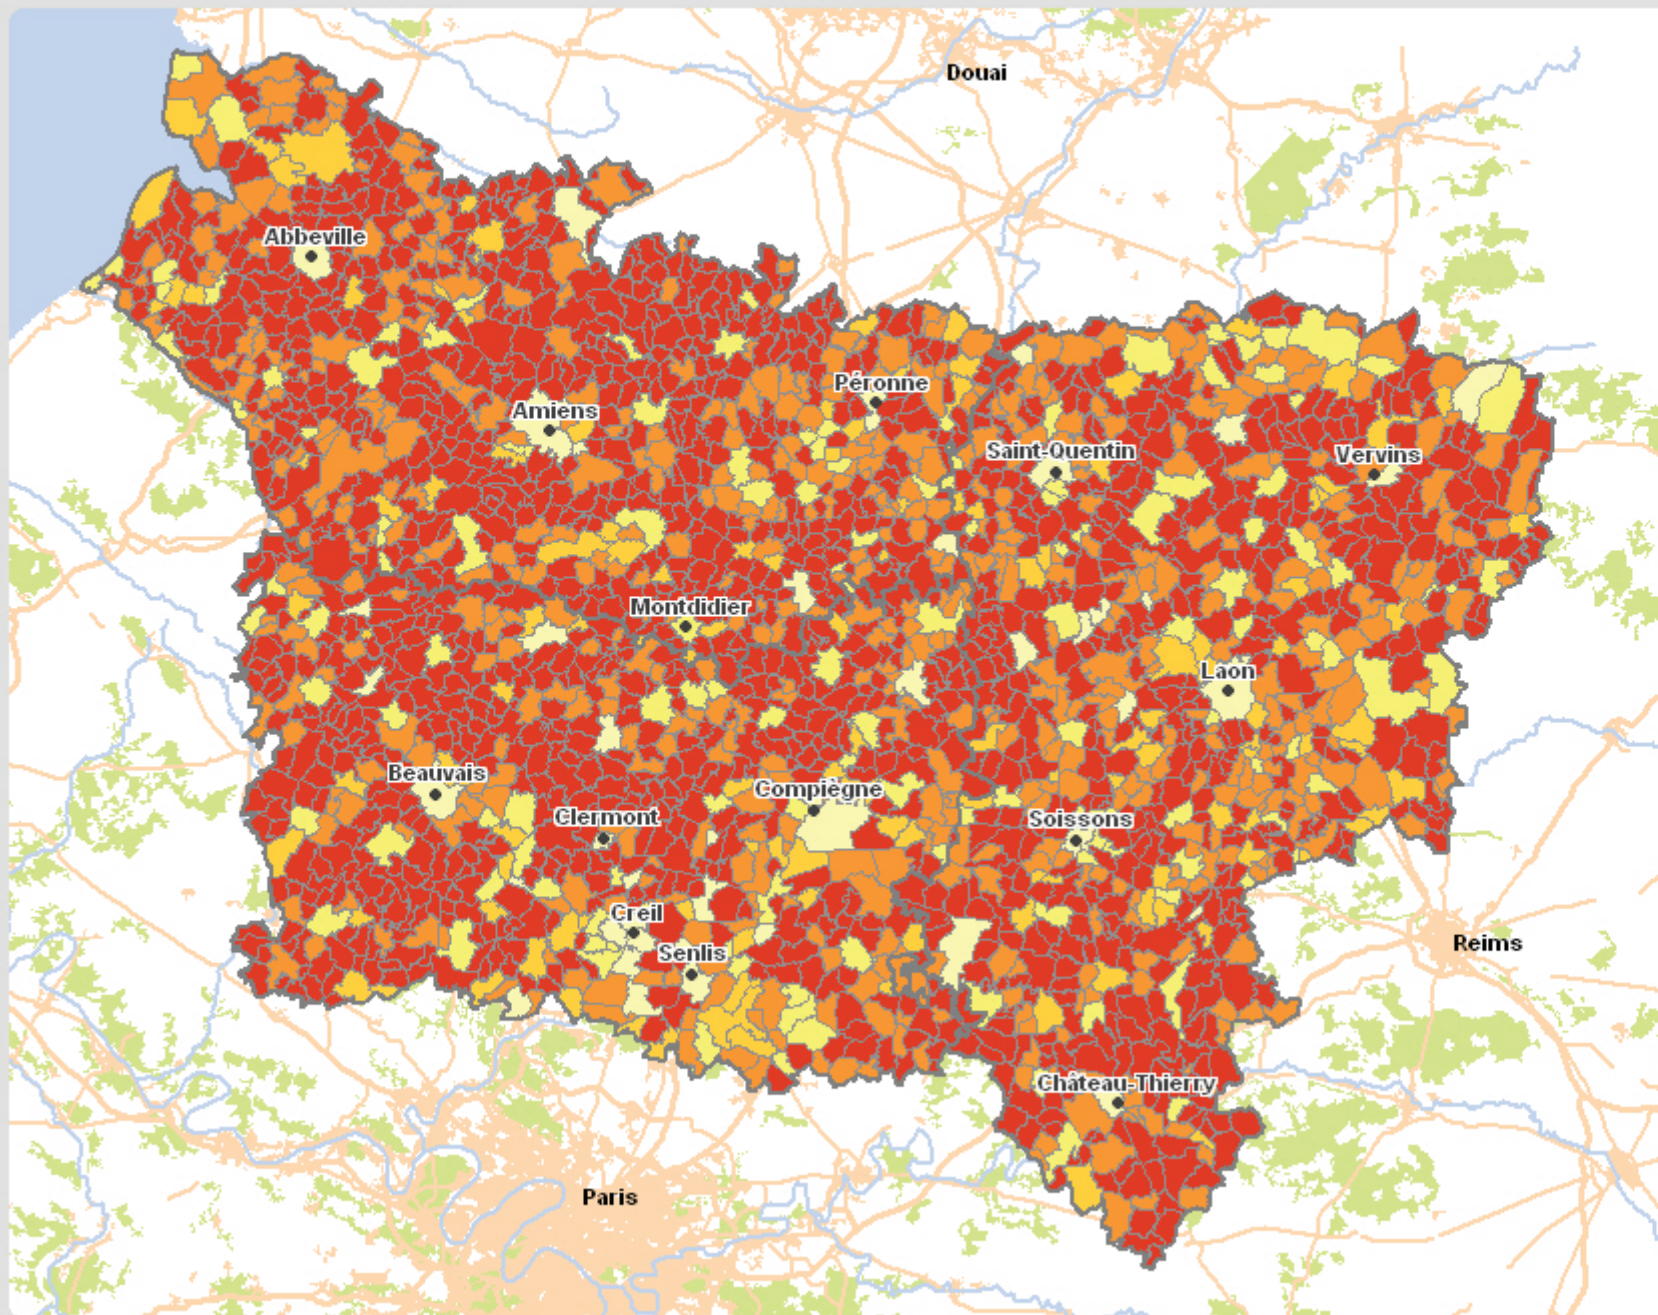 Douai
Abbeville
Péronne
Amiens
Saint-Quentin
Vervins
Montdidier
Laon
Beauvais
Compiègne
Clermont
Soissons
Creil
Senlis
Reims
Château-Thierry
Paris